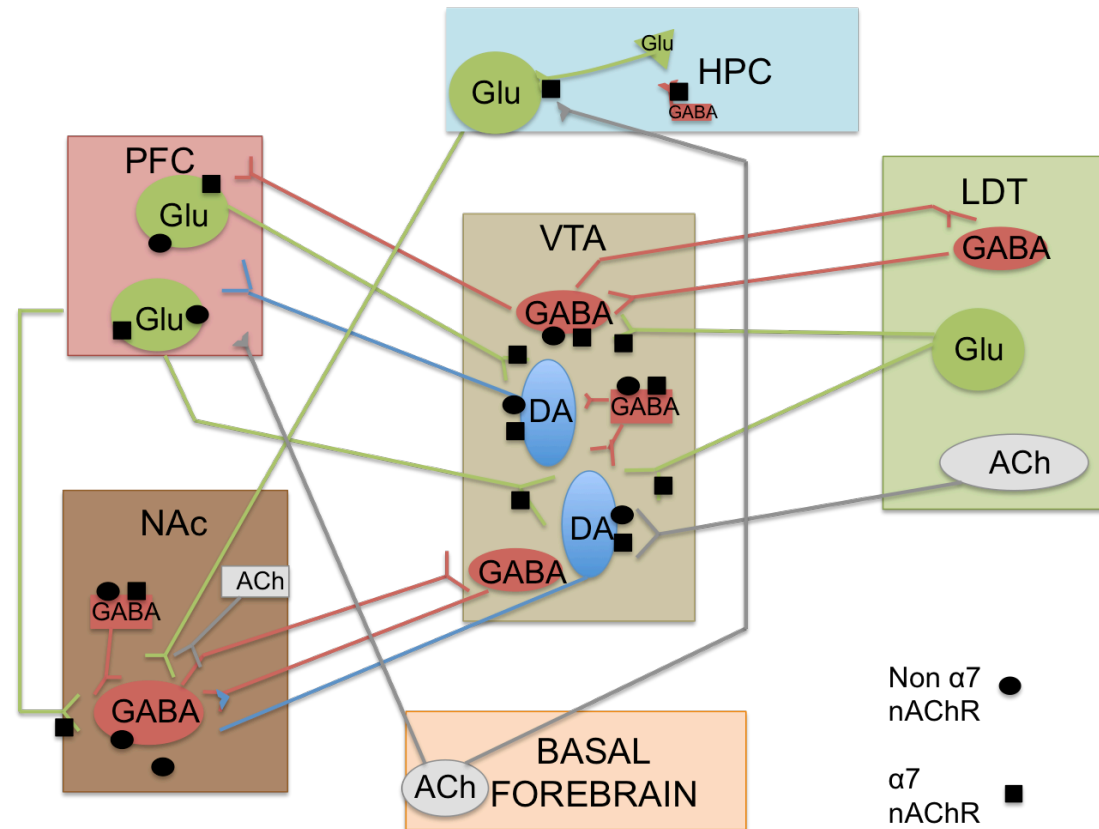 Glu
Glu
HPC
GABA
PFC
Glu
Glu
VTA
GABA
DA
GABA
DA
GABA
LDT
GABA
Glu
ACh
NAc
GABA
ACh
GABA
ACh
BASAL
FOREBRAIN
Non α7
nAChR
α7
nAChR